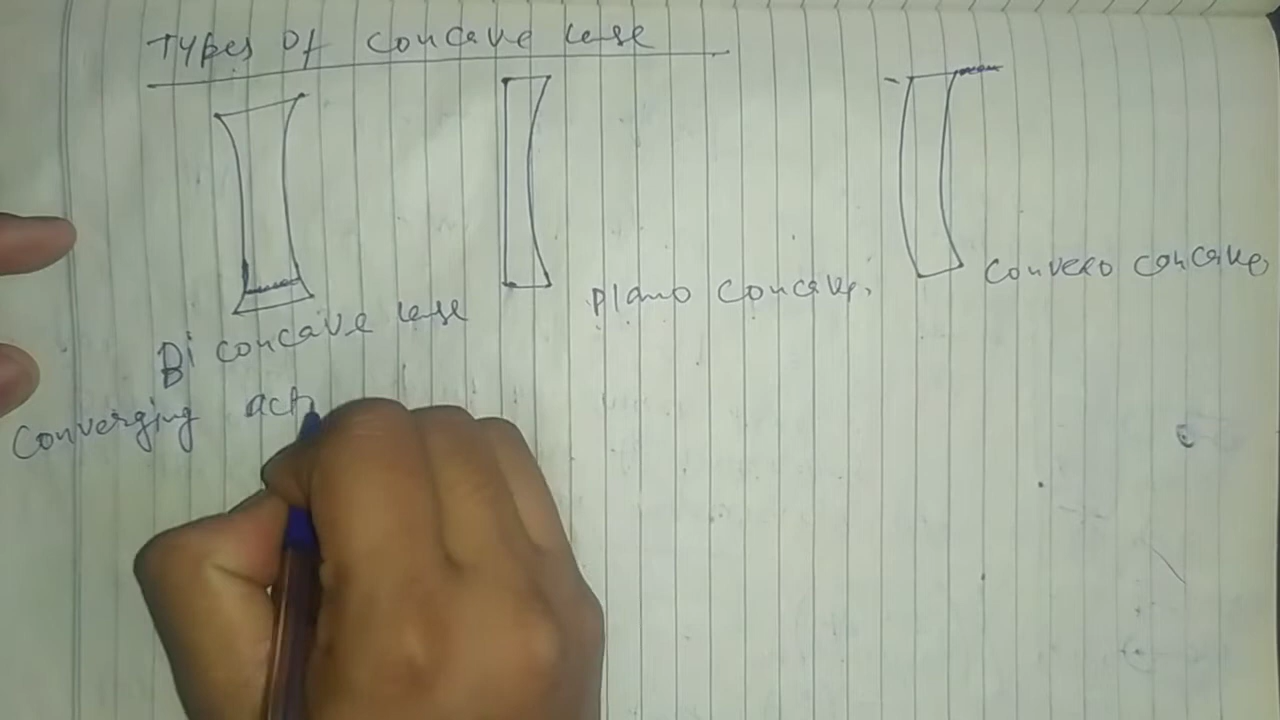 Types of concave lense
Bi concave lense
Plano concave,
Convexo concave,
Converging act